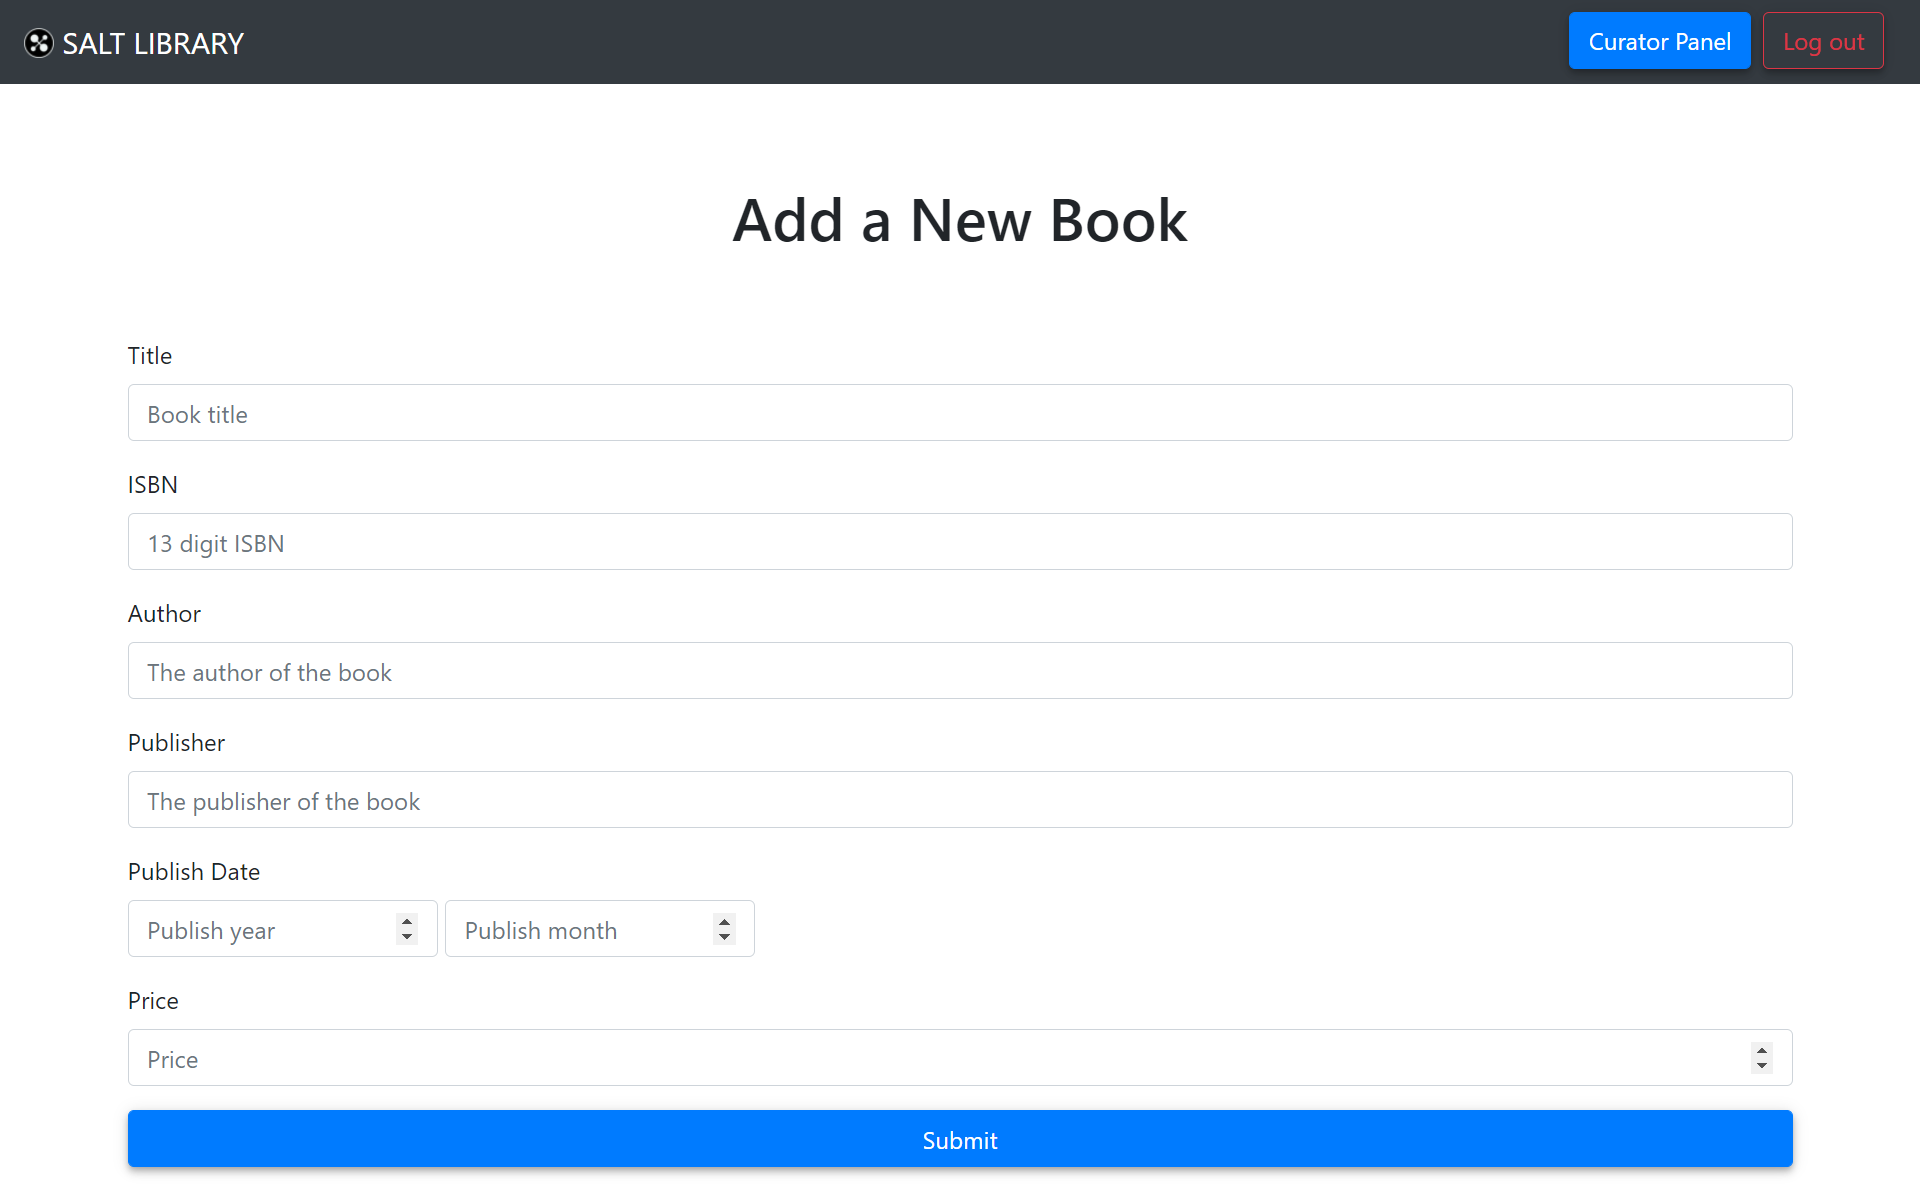 SALT LIBRARY
Curator Panel
Log out
Add a New Book
Title
Book title
ISBN
13 digit ISBN
Author
The author of the book
Publisher
The publisher of the book
Publish Date
Publish year
Publish month
Price
Price
Submit